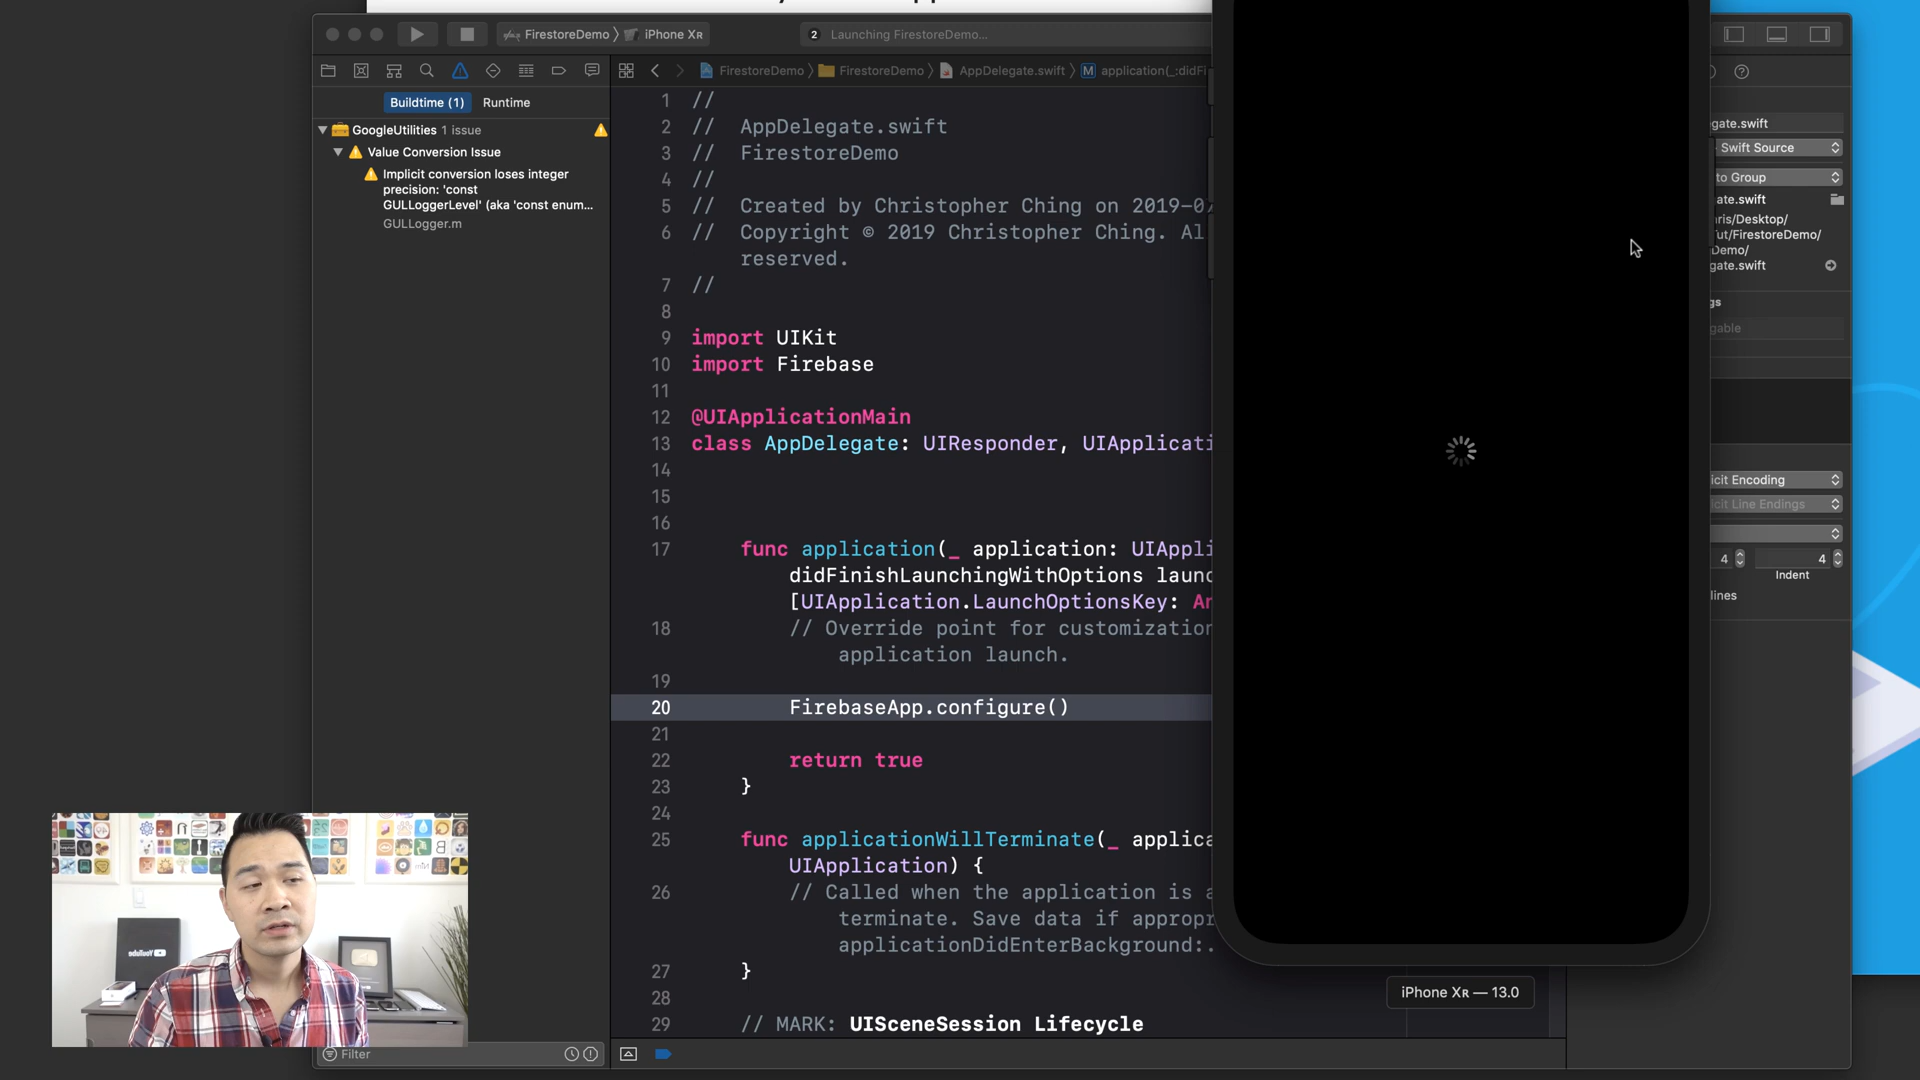 FirestoreDemo
iPhone XR
2
Launching FirestoreDemo...
FirestoreDemo
FirestoreDemo
AppDelegate.swift
M
application(_:didFi
Buildtime (1)
Runtime
GoogleUtilities 1 issue
Value Conversion Issue
Implicit conversion loses integer
precision: 'const
GULLoggerLevel' (aka 'const enum...
GULLogger.m
1 //
2 // AppDelegate.swift
3 // FirestoreDemo
4 //
5 // Created by Christopher Ching on 2019-0
6 // Copyright © 2019 Christopher Ching. Al
reserved.
7 //
8
9 import UIKit
10 import Firebase
11
12 @UIApplicationMain
13 class AppDelegate: UIResponder, UIApplicati
14
15
16
17 func application(_ application: UIAppli
didFinishLaunchingWithOptions laun
[UIApplication.LaunchOptionsKey: An
18 // Override point for customization
application launch.
19
20 FirebaseApp.configure()
21
22 return true
23 }
24
25 func applicationWillTerminate(_ applica
UIApplication) {
26 // Called when the application is a
terminate. Save data if appropr
applicationDidEnterBackground:.
27 }
28
29 // MARK: UISceneSession Lifecycle
Filter
iPhone XR — 13.0
gate.swift
Swift Source
to Group
ate.swift
ris/Desktop/
Tut/FirestoreDemo/
Demo/
gate.swift
gs
gable
icit Encoding
icit Line Endings
4
4
Indent
lines
YouTube